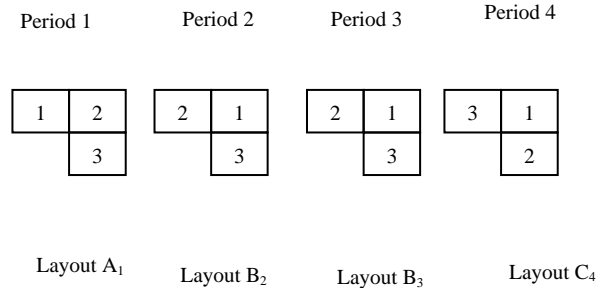 Period 1 Period 2 Period 3 Period 4
1 2 2 1 2 1 3 1
3 3 3 2
Layout A₁ Layout B₂ Layout B₃ Layout C₄